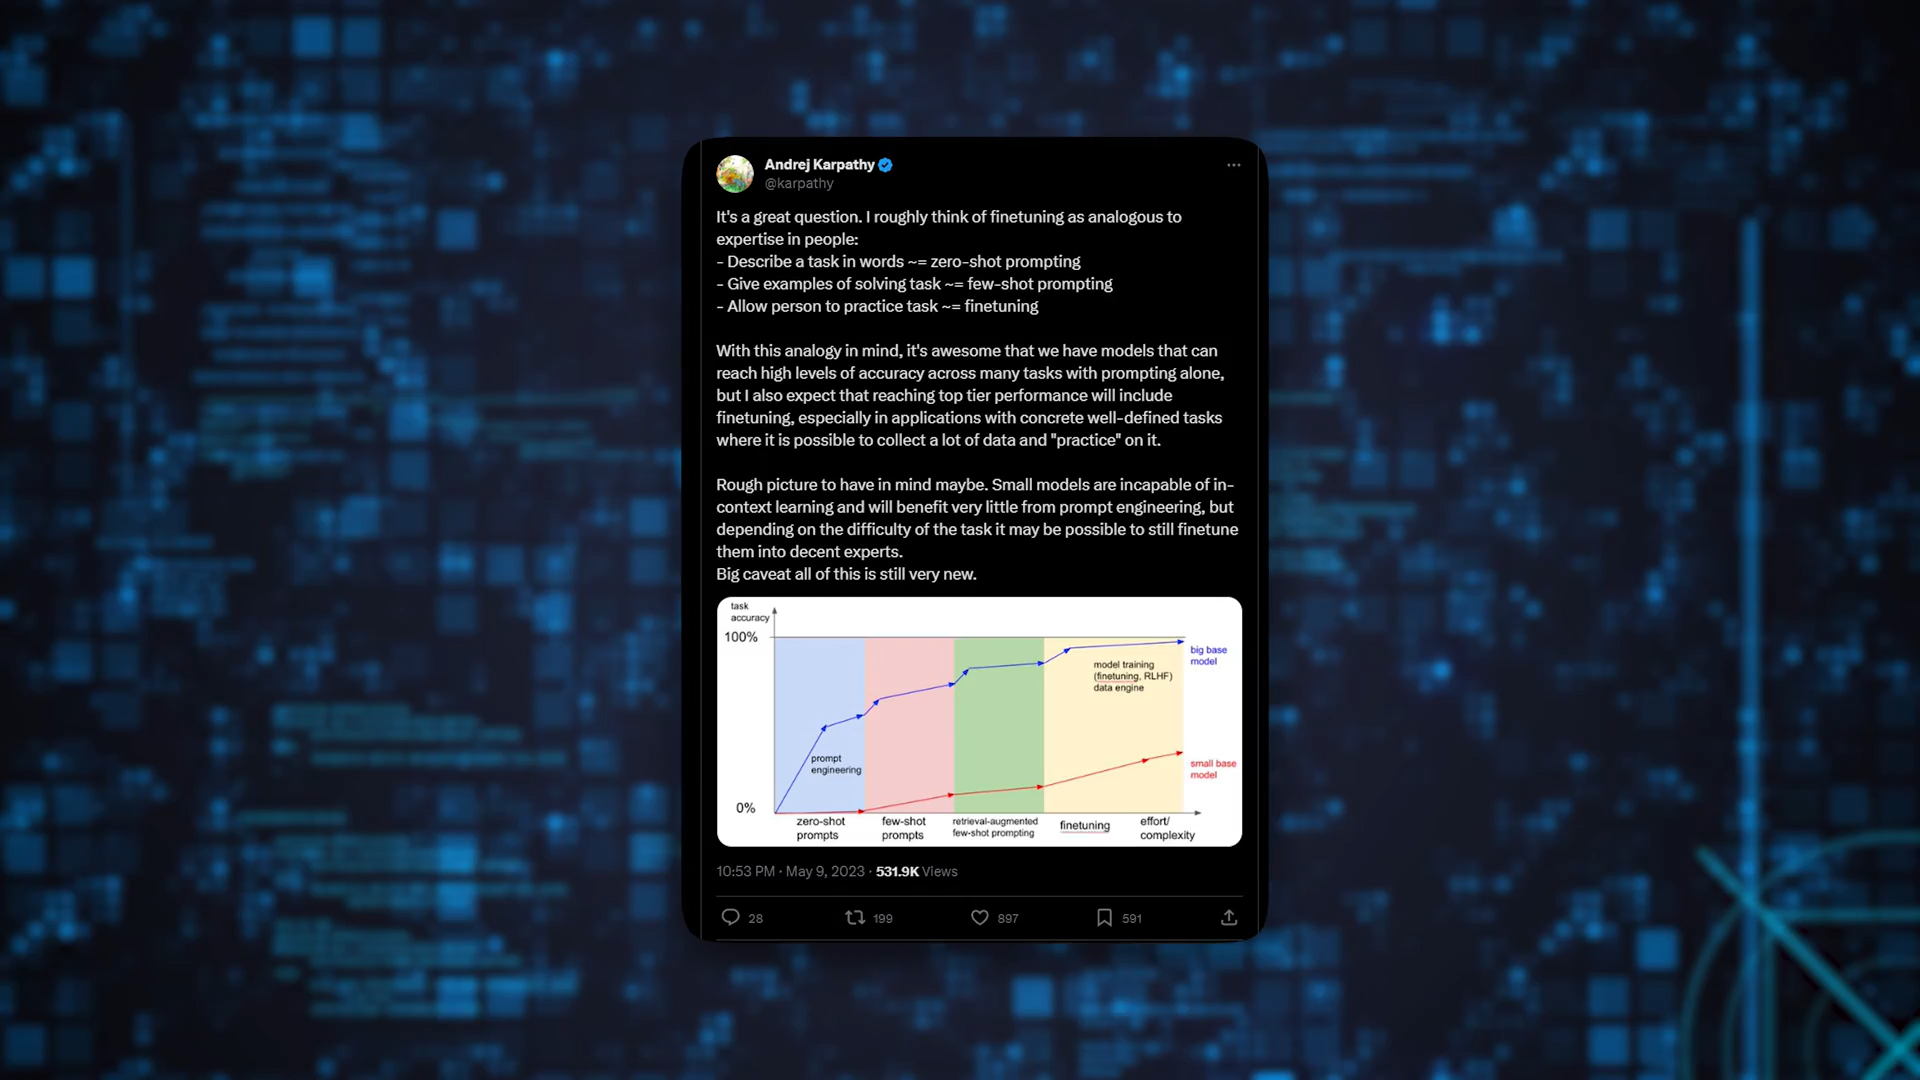 Andrej Karpathy
@karpathy
It's a great question. I roughly think of finetuning as analogous to
expertise in people:
- Describe a task in words ~= zero-shot prompting
- Give examples of solving task ~= few-shot prompting
- Allow person to practice task ~= finetuning
With this analogy in mind, it's awesome that we have models that can
reach high levels of accuracy across many tasks with prompting alone,
but I also expect that reaching top tier performance will include
finetuning, especially in applications with concrete well-defined tasks
where it is possible to collect a lot of data and "practice" on it.
Rough picture to have in mind maybe. Small models are incapable of in-
context learning and will benefit very little from prompt engineering, but
depending on the difficulty of the task it may be possible to still finetune
them into decent experts.
Big caveat all of this is still very new.
task
accuracy
100%
big base
model
model training
(finetuning, RLHF)
data engine
prompt
engineering
small base
model
0%
zero-shot
prompts
few-shot
prompts
retrieval-augmented
few-shot prompting
finetuning
effort/
complexity
10:53 PM · May 9, 2023 · 531.9K Views
28 199 897 591